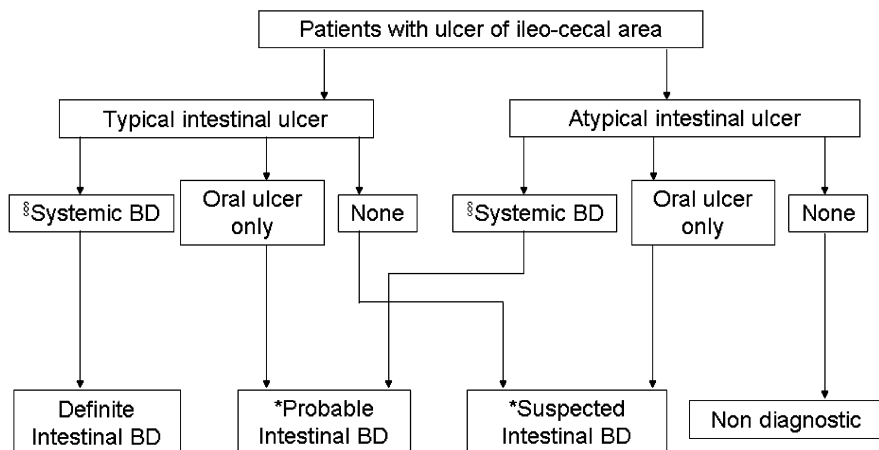 Patients with ulcer of ileo-cecal area
Typical intestinal ulcer
Atypical intestinal ulcer
§Systemic BD
Oral ulcer
only
None
§Systemic BD
Oral ulcer
only
None
Definite
Intestinal BD
*Probable
Intestinal BD
*Suspected
Intestinal BD
Non diagnostic